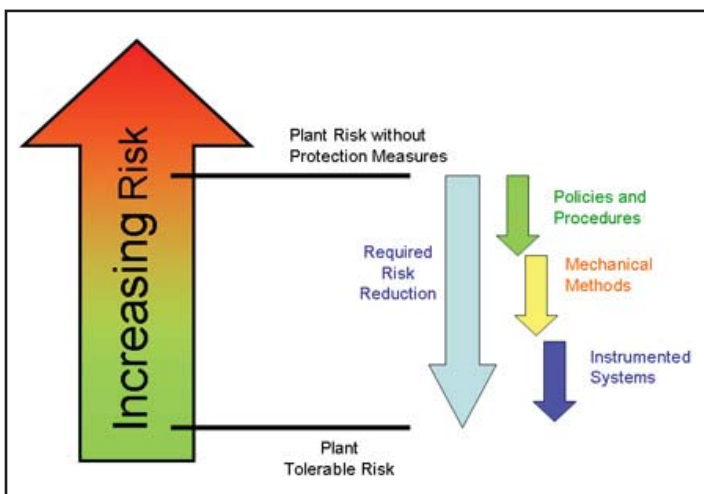 Increasing Risk
Plant Risk without
Protection Measures
Required
Risk
Reduction
Policies and
Procedures
Mechanical
Methods
Instrumented
Systems
Plant
Tolerable Risk